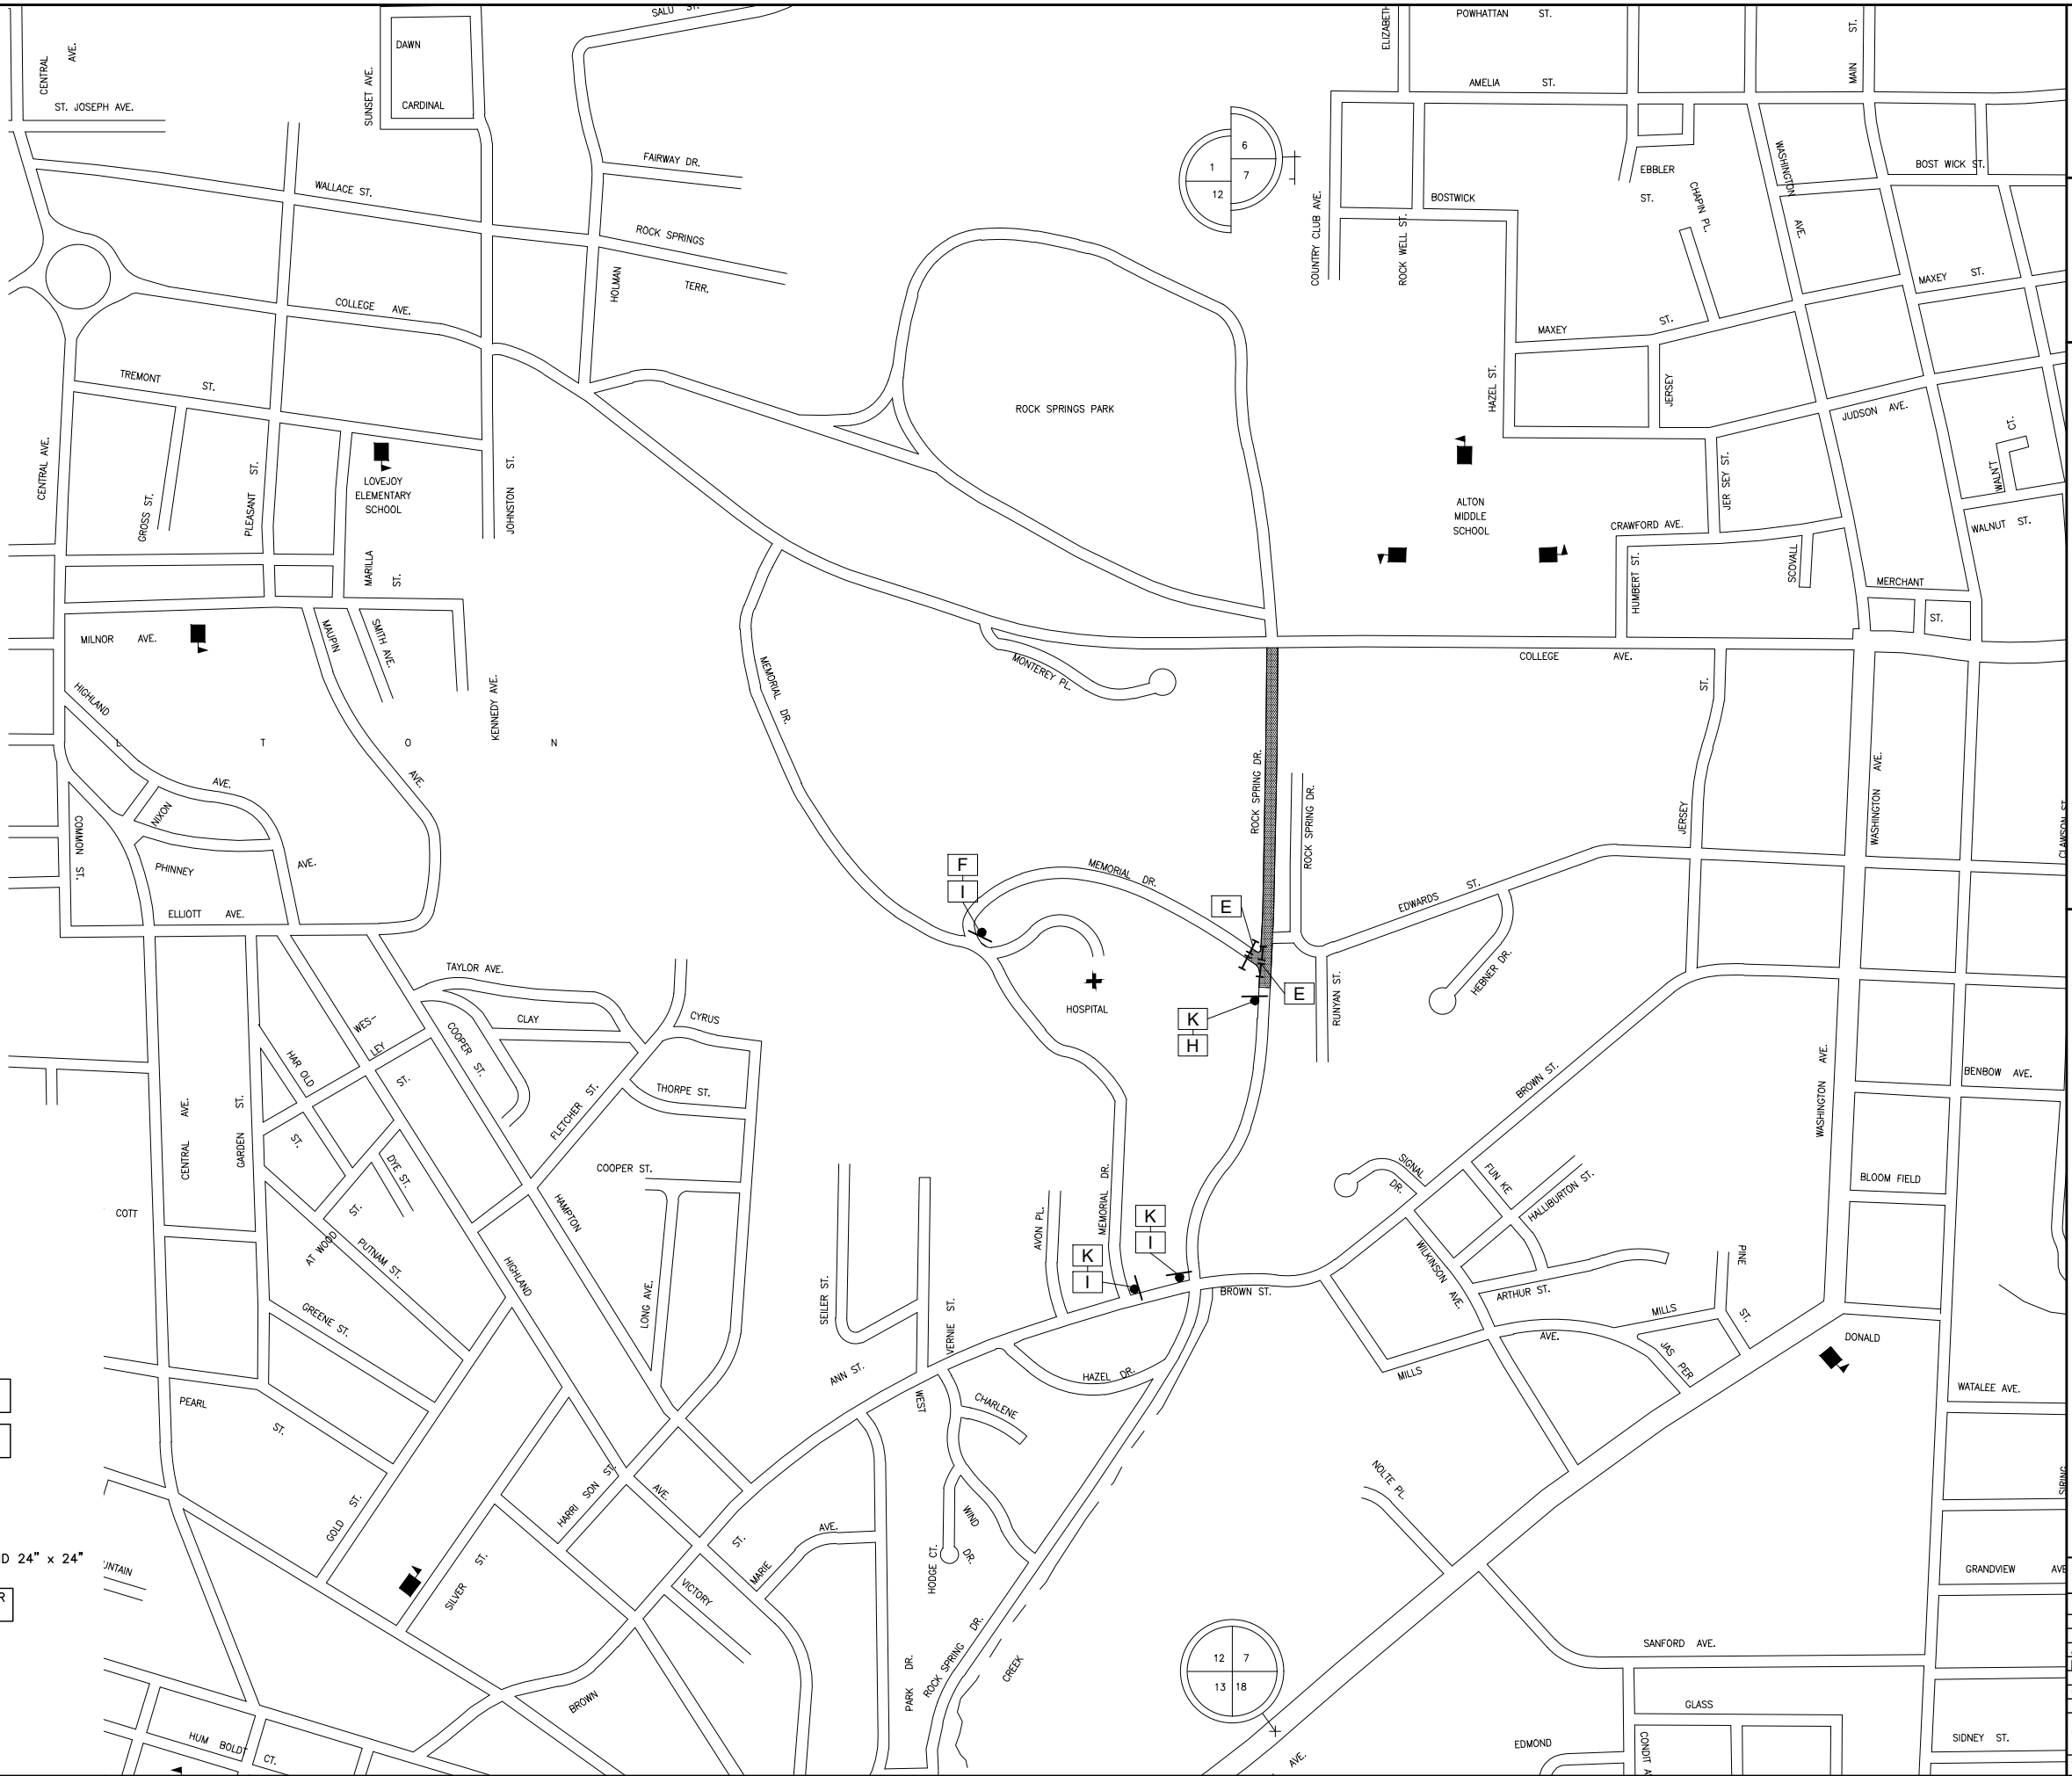 SALU ST.
POWHATTAN ST.
ELIZABETH
MAIN ST.
CENTRAL AVE.
DAWN
SUNSET AVE.
CARDINAL
AMELIA ST.
ST. JOSEPH AVE.
FAIRWAY DR.
WALLACE ST.
6
1
7
12
EBBLER
ST.
WASHINGTON
AVE.
BOST WICK ST.
CHAPIN PL.
BOSTWICK
COUNTRY CLUB AVE.
ROCK WELL ST.
ROCK SPRINGS
TERR.
HOLMAN
COLLEGE AVE.
MAXEY ST.
MAXEY ST.
TREMONT ST.
HAZEL ST.
JERSEY
JUDSON AVE.
ROCK SPRINGS PARK
WALNT
CT.
CENTRAL AVE.
GROSS ST.
PLEASANT ST.
LOVEJOY
ELEMENTARY
SCHOOL
JOHNSTON ST.
JER SEY ST.
ALTON
MIDDLE
SCHOOL
CRAWFORD AVE.
WALNUT ST.
MARILLA ST.
HUMBERT ST.
SCOVALL
MERCHANT
ST.
MILNOR AVE.
MAUPIN
SMITH AVE.
COLLEGE AVE.
MONTEREY PL.
MEMORIAL DR.
KENNEDY AVE.
HIGHLAND
AVE.
L T O N
AVE.
ROCK SPRING DR.
ROCK SPRING DR.
JERSEY ST.
WASHINGTON AVE.
CLAWSON ST.
NIXON
COMMON ST.
PHINNEY
AVE.
ELLIOTT AVE.
F
I
MEMORIAL DR.
E
EDWARDS ST.
HEBNER DR.
TAYLOR AVE.
HOSPITAL
E
K
H
RUNYAN ST.
CLAY
CYRUS
COOPER ST.
WES-
LEY
ST.
HAR OLD
ST.
FLETCHER ST.
THORPE ST.
BROWN ST.
BENBOW AVE.
WASHINGTON AVE.
CENTRAL AVE.
GARDEN ST.
DYE ST.
COOPER ST.
SIGNAL
DR.
FUN KE
HALLIBURTON ST.
BLOOM FIELD
COTT
AT WOOD
ST.
PUTNAM ST.
HAMPTON
HIGHLAND
AVON PL.
MEMORIAL DR.
K
I
K
I
WILKINSON AVE.
PINE
ST.
BROWN ST.
ARTHUR ST.
GREENE ST.
LONG AVE.
SEILER ST.
VERNIE ST.
MILLS
AVE.
MILLS
JAS PER
DONALD
ANN ST.
HAZEL DR.
WEST
CHARLENE
WATALEE AVE.
PEARL
ST.
NOLTE PL.
GOLD ST.
HARRI SON ST.
AVE.
WIND
DR.
D 24" x 24"
UNTAIN
R
SILVER ST.
ST.
MARIE
AVE.
VICTORY
HODGE CT.
GRANDVIEW AVE
PARK DR.
ROCK SPRING DR.
CREEK
12
7
13
18
SANFORD AVE.
GLASS
BROWN
HUM BOLDT
CT.
AVE.
EDMOND
CONDIT A
SIDNEY ST.